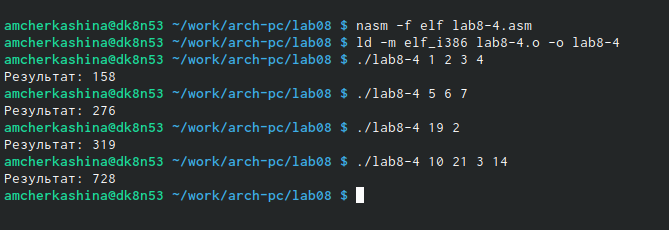 amcherkashina@dk8n53 ~/work/arch-pc/lab08 $ nasm -f elf lab8-4.asm
amcherkashina@dk8n53 ~/work/arch-pc/lab08 $ ld -m elf_i386 lab8-4.o -o lab8-4
amcherkashina@dk8n53 ~/work/arch-pc/lab08 $ ./lab8-4 1 2 3 4
Результат: 158
amcherkashina@dk8n53 ~/work/arch-pc/lab08 $ ./lab8-4 5 6 7
Результат: 276
amcherkashina@dk8n53 ~/work/arch-pc/lab08 $ ./lab8-4 19 2
Результат: 319
amcherkashina@dk8n53 ~/work/arch-pc/lab08 $ ./lab8-4 10 21 3 14
Результат: 728
amcherkashina@dk8n53 ~/work/arch-pc/lab08 $